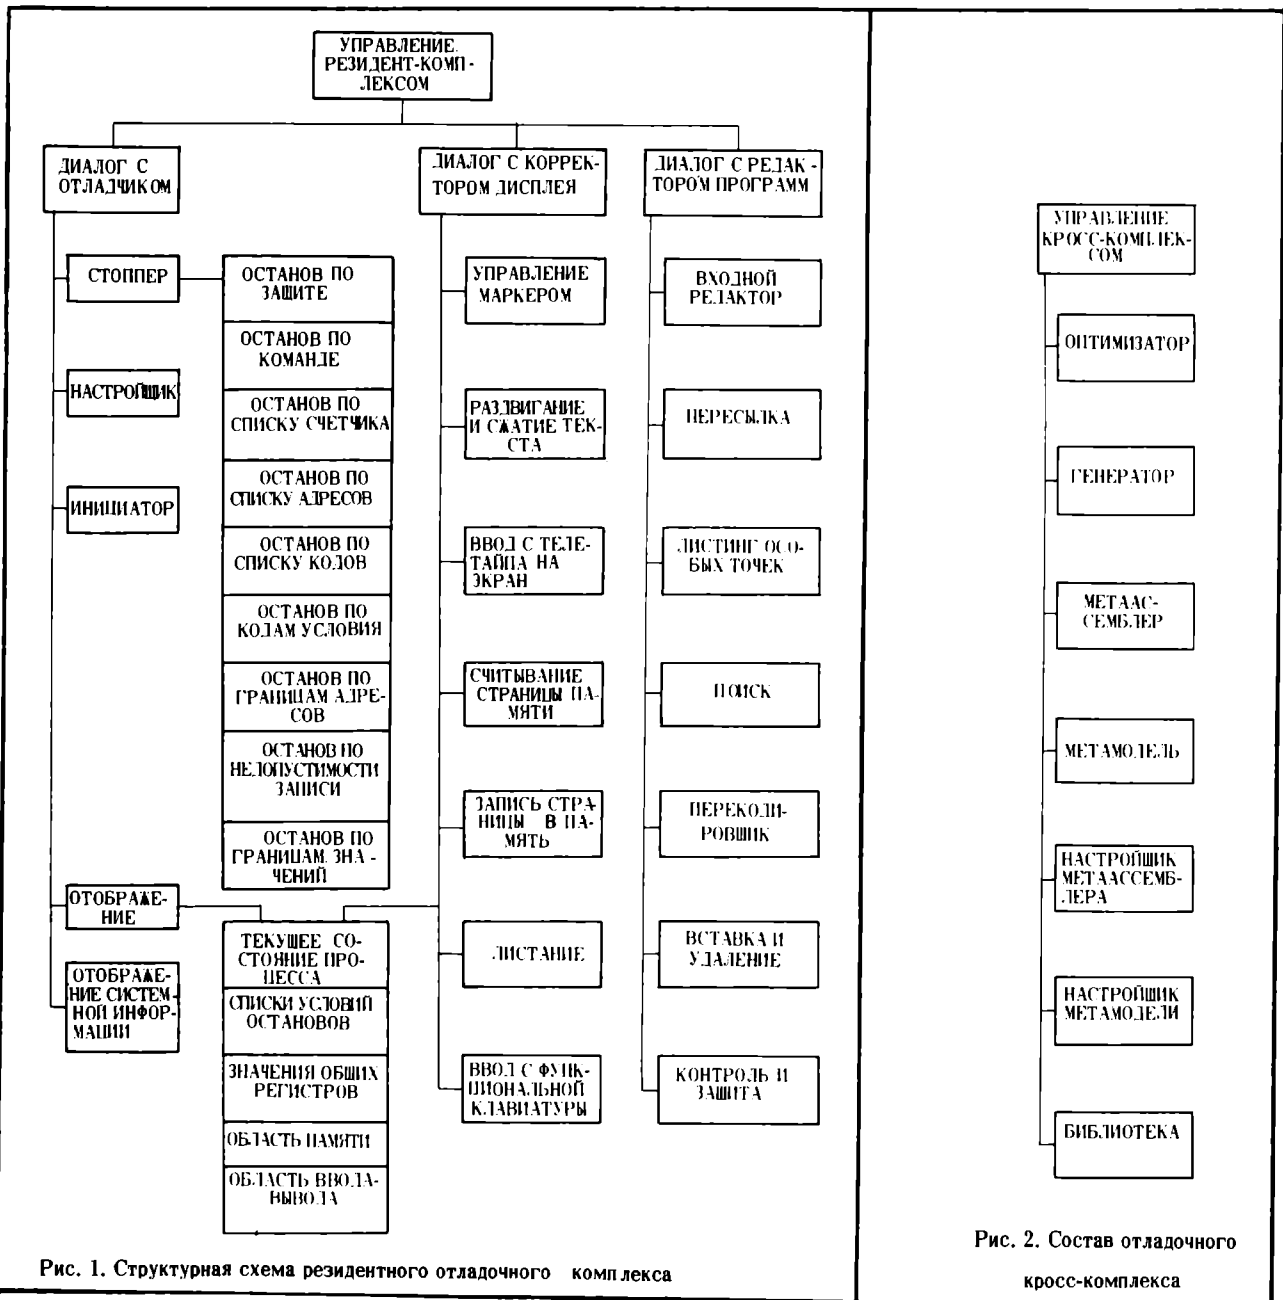 УПРАВЛЕНИЕ
РЕЗИДЕНТ-КОМП-
ЛЕКСОМ
ДИАЛОГ С
ОТЛАДЧИКОМ
СТОППЕР
НАСТРОЙЩИК
ИНИЦИАТОР
ОТОБРАЖЕ-
НИЕ
ОТОБРАЖЕ-
НИЕ СИСТЕМ-
НОЙ ИНФОР-
МАЦИИ
ОСТАНОВ ПО
ЗАЩИТЕ
ОСТАНОВ ПО
КОМАНДЕ
ОСТАНОВ ПО
СПИСКУ СЧЕТЧИКА
ОСТАНОВ ПО
СПИСКУ АДРЕСОВ
ОСТАНОВ ПО
СПИСКУ КОДОВ
ОСТАНОВ ПО
КОДАМ УСЛОВИЯ
ОСТАНОВ ПО
ГРАНИЦАМ АДРЕ-
СОВ
ОСТАНОВ ПО
НЕДОПУСТИМОСТИ
ЗАПИСИ
ОСТАНОВ ПО
ГРАНИЦАМ ЗНА-
ЧЕНИЙ
ТЕКУЩЕЕ СО-
СТОЯНИЕ ПРО-
ЦЕССА
СПИСКИ УСЛОВИЙ
ОСТАНОВОВ
ЗНАЧЕНИЯ ОБЩИХ
РЕГИСТРОВ
ОБЛАСТЬ ПАМЯТИ
ОБЛАСТЬ ВВОДА-
ВЫВОДА
ДИАЛОГ С КОРРЕК-
ТОРОМ ДИСПЛЕЯ
УПРАВЛЕНИЕ
МАРКЕРОМ
РАЗДВИГАНИЕ
И СЖАТИЕ ТЕК-
СТА
ВВОД С ТЕЛЕ-
ТАЙПА НА
ЭКРАН
СЧИТЫВАНИЕ
СТРАНИЦЫ ПА-
МЯТИ
ЗАПИСЬ СТРА-
НИЦЫ В ПА-
МЯТЬ
ЛИСТАНИЕ
ВВОД С ФУНК-
ЦИОНАЛЬНОЙ
КЛАВИАТУРЫ
ДИАЛОГ С РЕДАК-
ТОРОМ ПРОГРАММ
ВХОДНОЙ
РЕДАКТОР
ПЕРЕСЫЛКА
ЛИСТИНГ ОСО-
БЫХ ТОЧЕК
ПОИСК
ПЕРЕКОДИ-
РОВЩИК
ВСТАВКА И
УДАЛЕНИЕ
КОНТРОЛЬ И
ЗАЩИТА
Рис. 1. Структурная схема резидентного отладочного комплекса
УПРАВЛЕНИЕ
КРОСС-КОМПЛЕК-
СОМ
ОПТИМИЗАТОР
ГЕНЕРАТОР
МЕТААС-
СЕМБЛЕР
МЕТАМОДЕЛЬ
НАСТРОЙЩИК
МЕТААССЕМБ-
ЛЕРА
НАСТРОЙЩИК
МЕТАМОДЕЛИ
БИБЛИОТЕКА
Рис. 2. Состав отладочного
кросс-комплекса